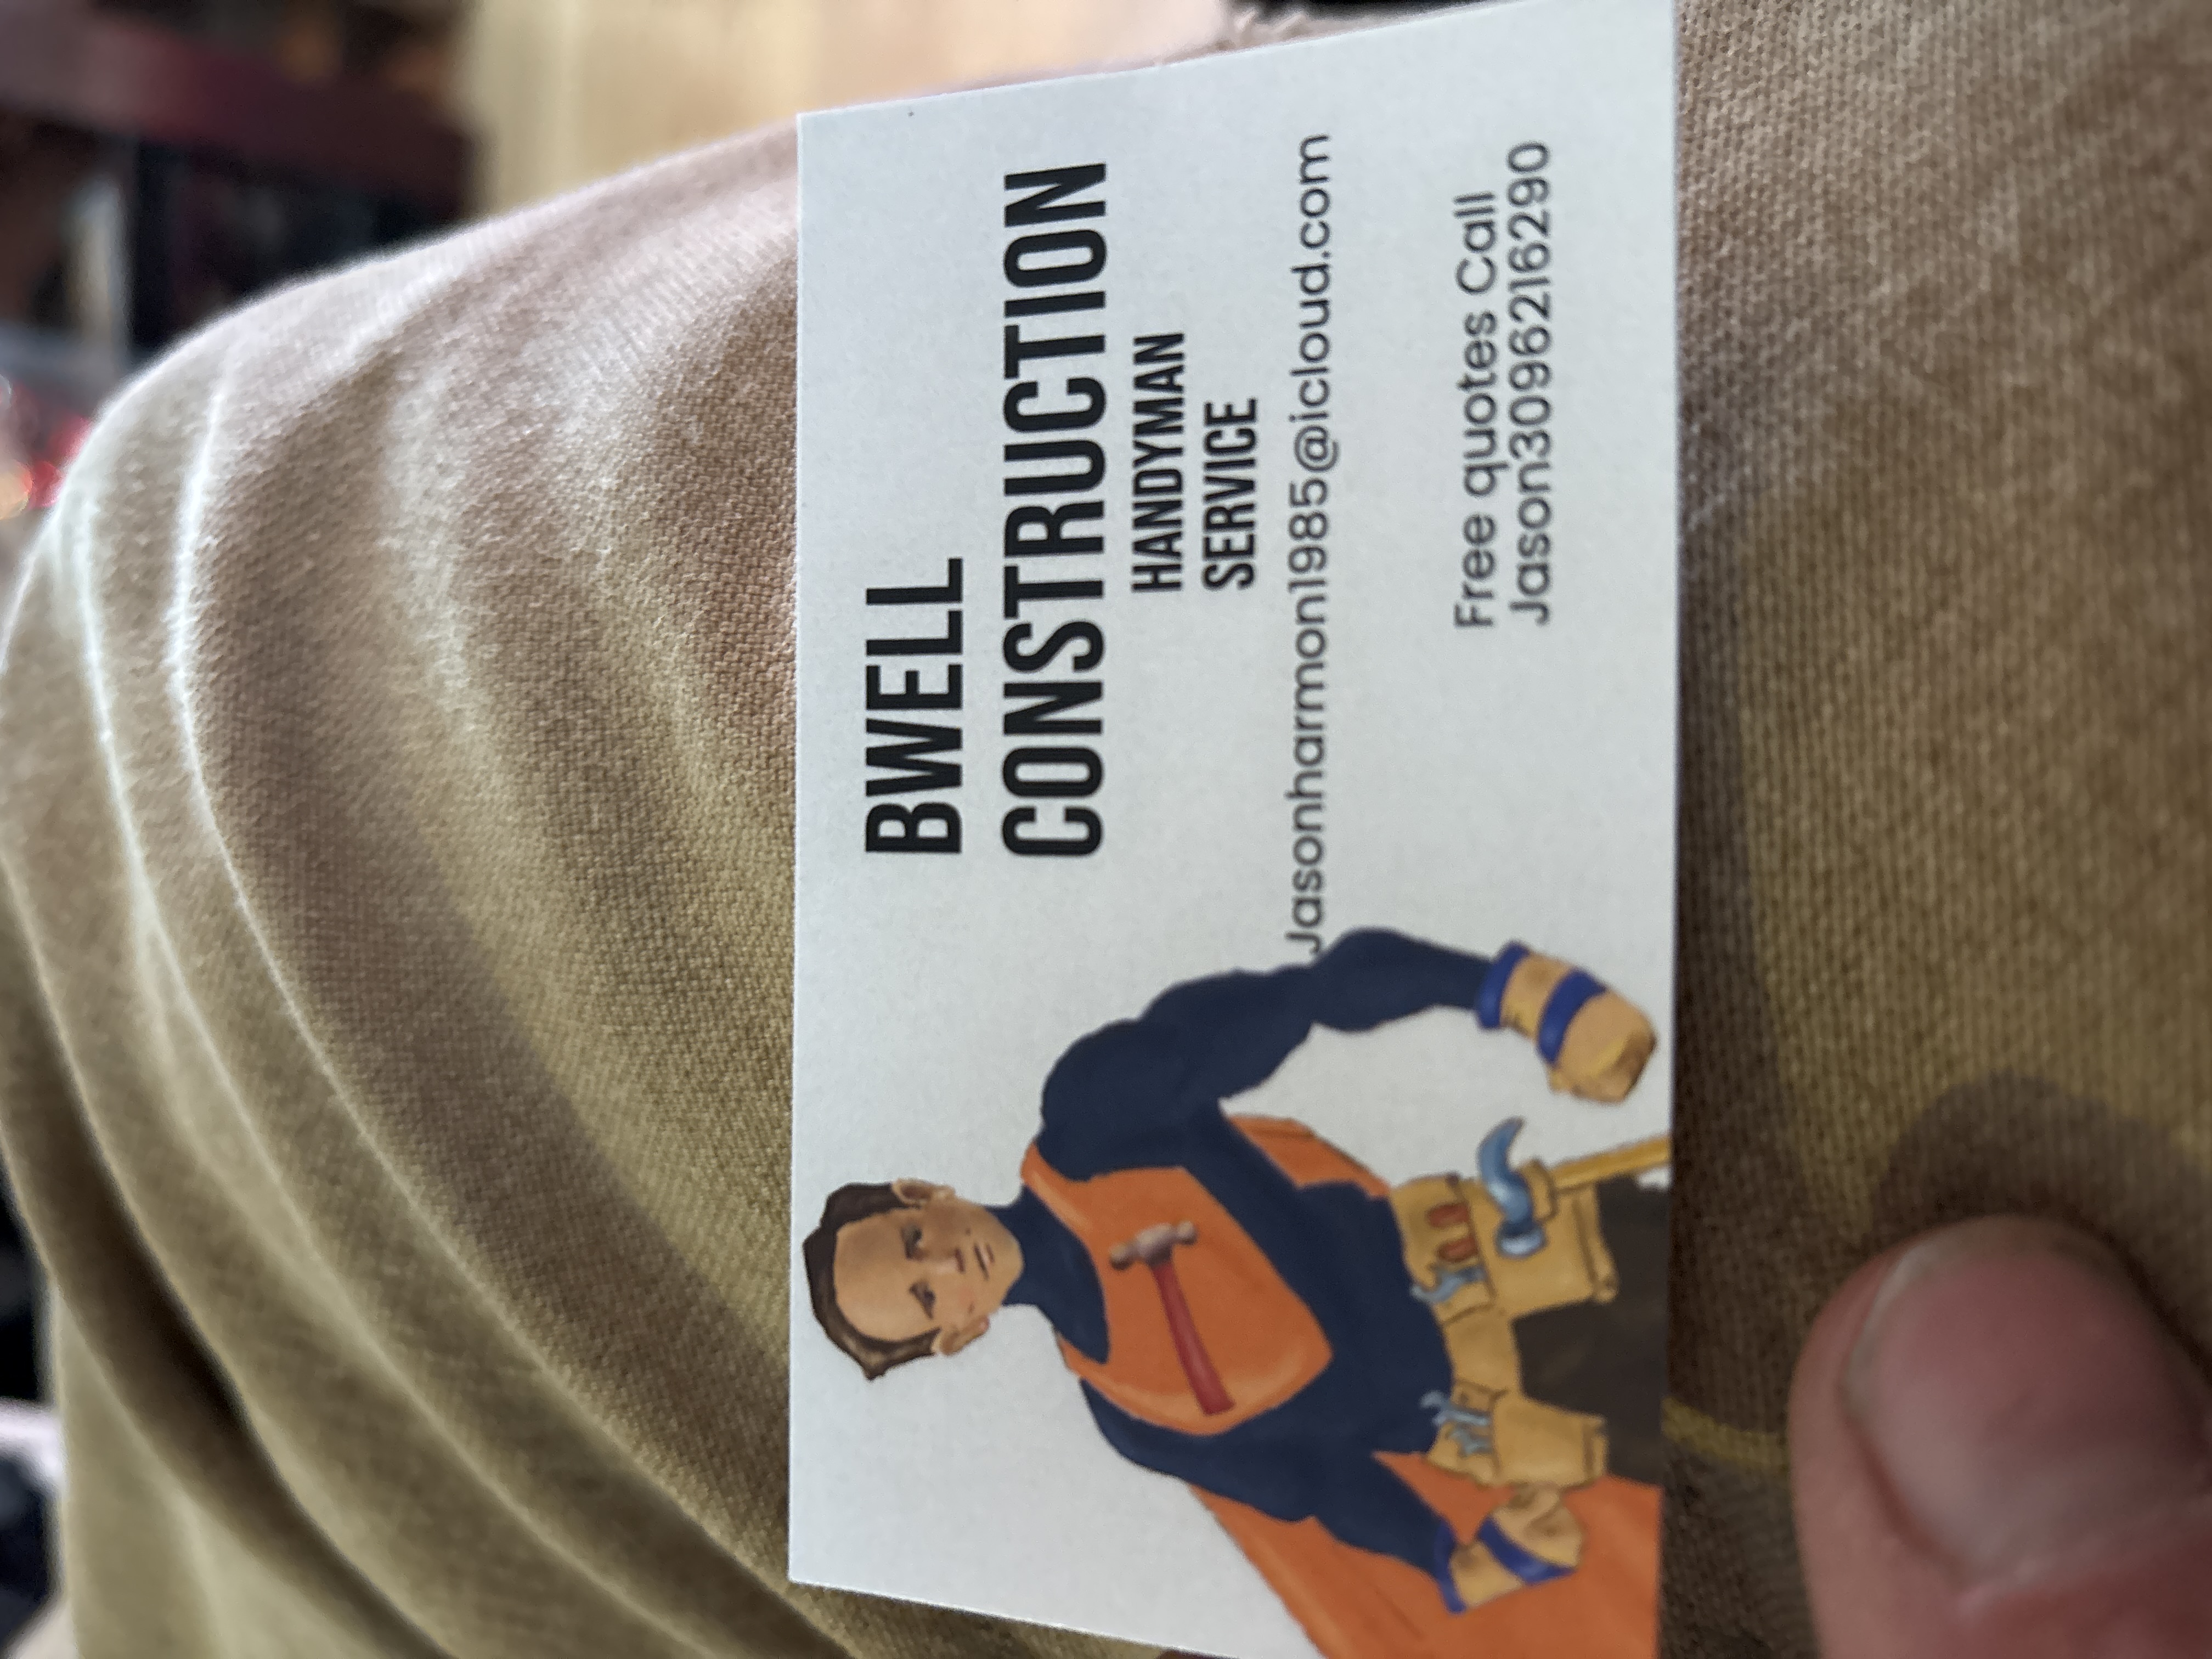 BWELL
CONSTRUCTION
HANDYMAN
SERVICE
Jasonharmon1985@icloud.com
Free quotes Call
Jason3096216290